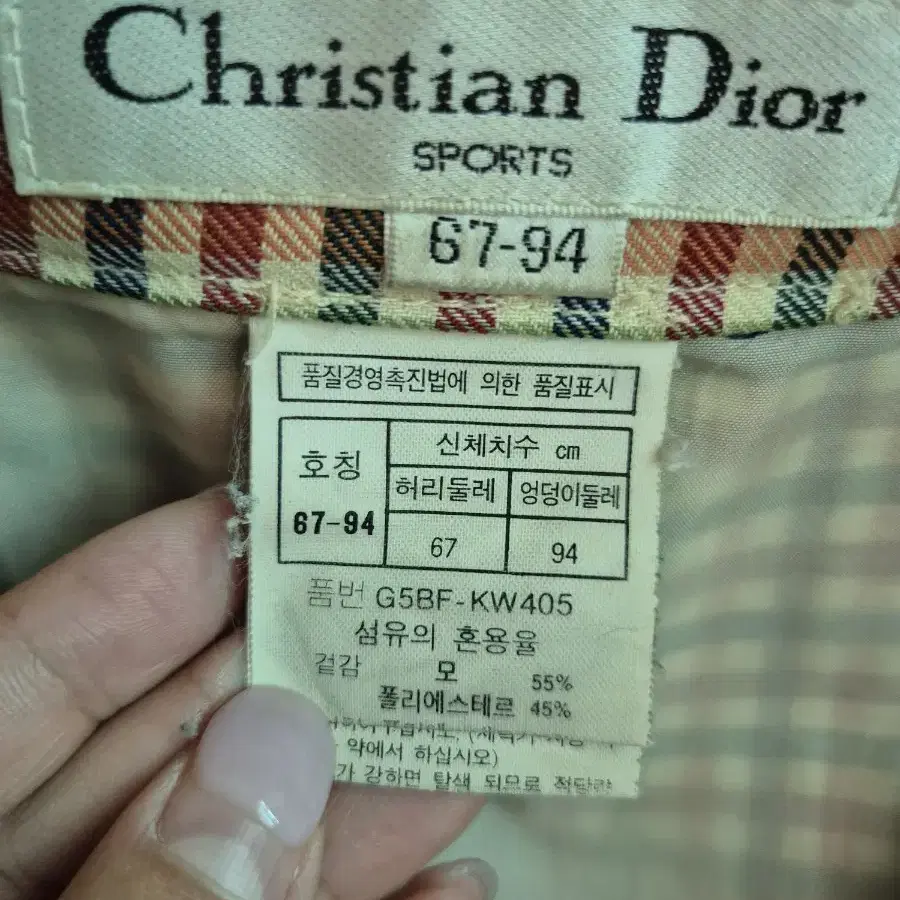 Christian Dior
SPORTS
67-94
품질경영촉진법에 의한 품질표시
호칭 신체치수 cm
허리둘레 엉덩이둘레
67-94 67 94
품번 G5BF-KW405
섬유의 혼용율
겉감 모 55%
폴리에스테르 45%
약에서 하십시오)
가 강하면 탈색 되므로 적당량